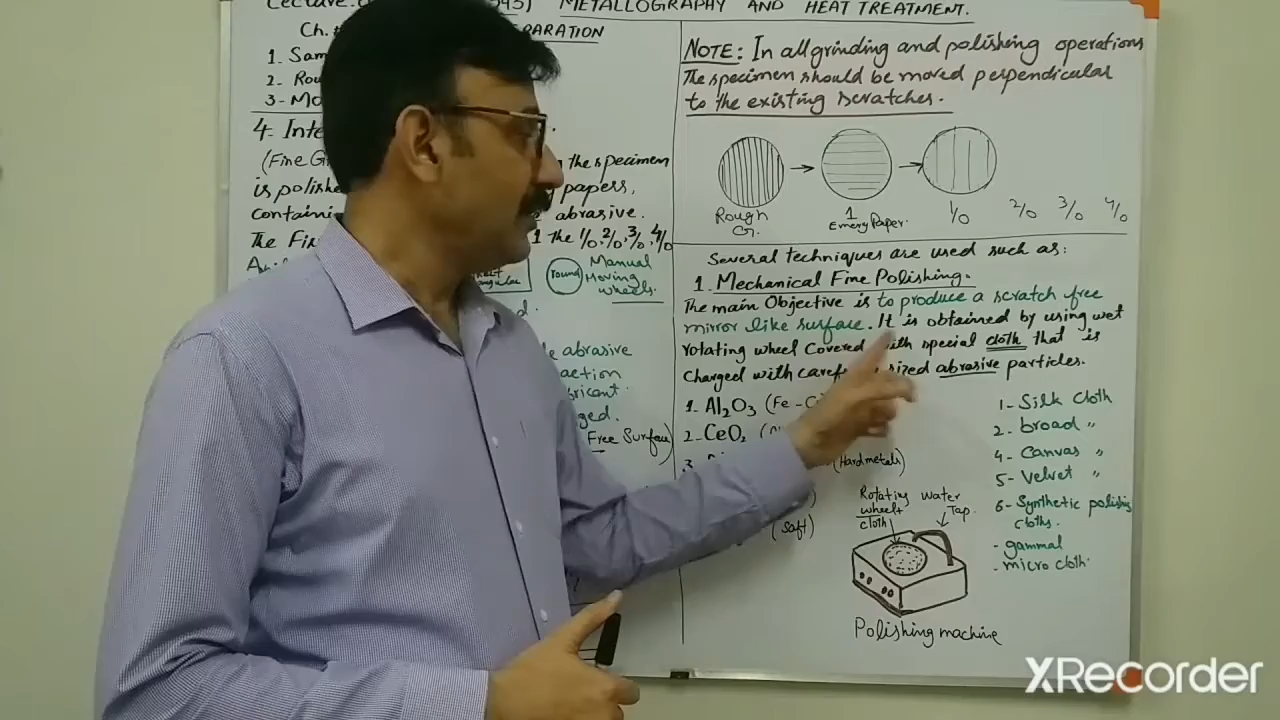 METALLOGRAPHY AND HEAT TREATMENT.
Ch.
1. Sam
2. Rou
3- Mo
4- Inte
(Fine G
the specimen
is polishe
papers,
containi
abrasive.
The Fi
1 the 1/0, 2/0, 3/0, 4/0
round
Manual
Moving
wheels.
abrasive
action
bricant
ged.
Free Surface)
NOTE: In all grinding and polishing operations
The specimen should be moved perpendicular
to the existing scratches.
Rough
Gr.
1
Emery Paper.
1/0 2/0 3/0 4/0
Several techniques are used such as:
1. Mechanical Fine Polishing.
The main Objective is to produce a scratch free
mirror like surface. It is obtained by using wet
rotating wheel Covered with special cloth that is
Charged with caref sized abrasive particles.
1- Al2O3 (Fe-C
2- CeO2
3.
(Hard metals)
(Soft)
1- Silk cloth
2. broad "
4- Canvas "
5- Velvet "
6- Synthetic polishing
cloths.
- gammal
- micro cloth
Rotating
wheel+
cloth
Water
Tap.
Polishing machine
XRecorder